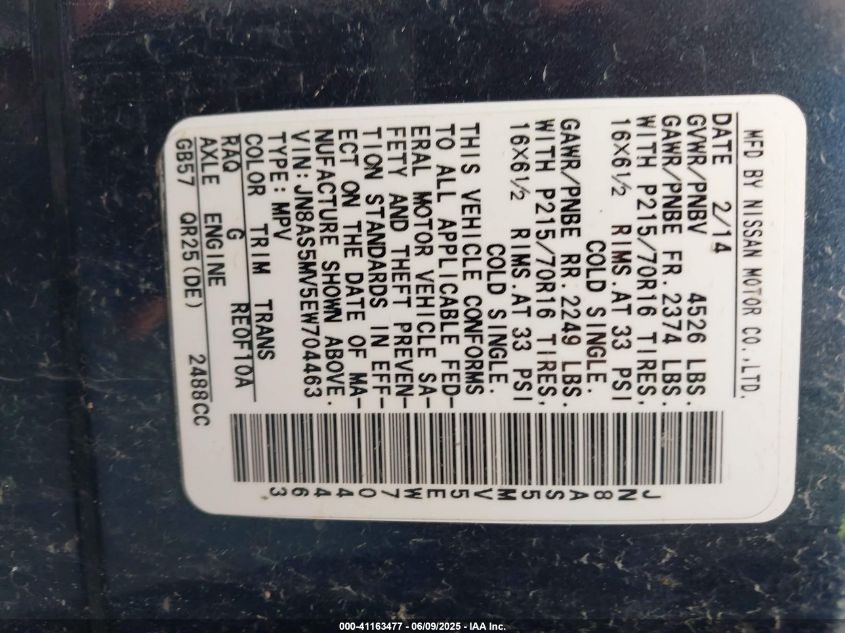 MFD BY NISSAN MOTOR CO.,LTD.
DATE 2/14
GVWR/PNBV 4526 LBS.
GAWR/PNBE FR. 2374 LBS.
WITH P215/70R16 TIRES,
16X6½ RIMS.AT 33 PSI
COLD SINGLE.
GAWR/PNBE RR. 2249 LBS.
WITH P215/70R16 TIRES,
16X6½ RIMS.AT 33 PSI
COLD SINGLE.
THIS VEHICLE CONFORMS
TO ALL APPLICABLE FED-
ERAL MOTOR VEHICLE SA-
FETY AND THEFT PREVEN-
TION STANDARDS IN EFF-
ECT ON THE DATE OF MA-
NUFACTURE SHOWN ABOVE.
VIN:JN8AS5MV5EW704463
TYPE:MPV
COLOR TRIM TRANS
RAQ G RE0F10A
AXLE ENGINE
GB57 QR25(DE) 2488CC
JN8AS5MV5EW704463
000-41163477 - 06/09/2025 - IAA Inc.